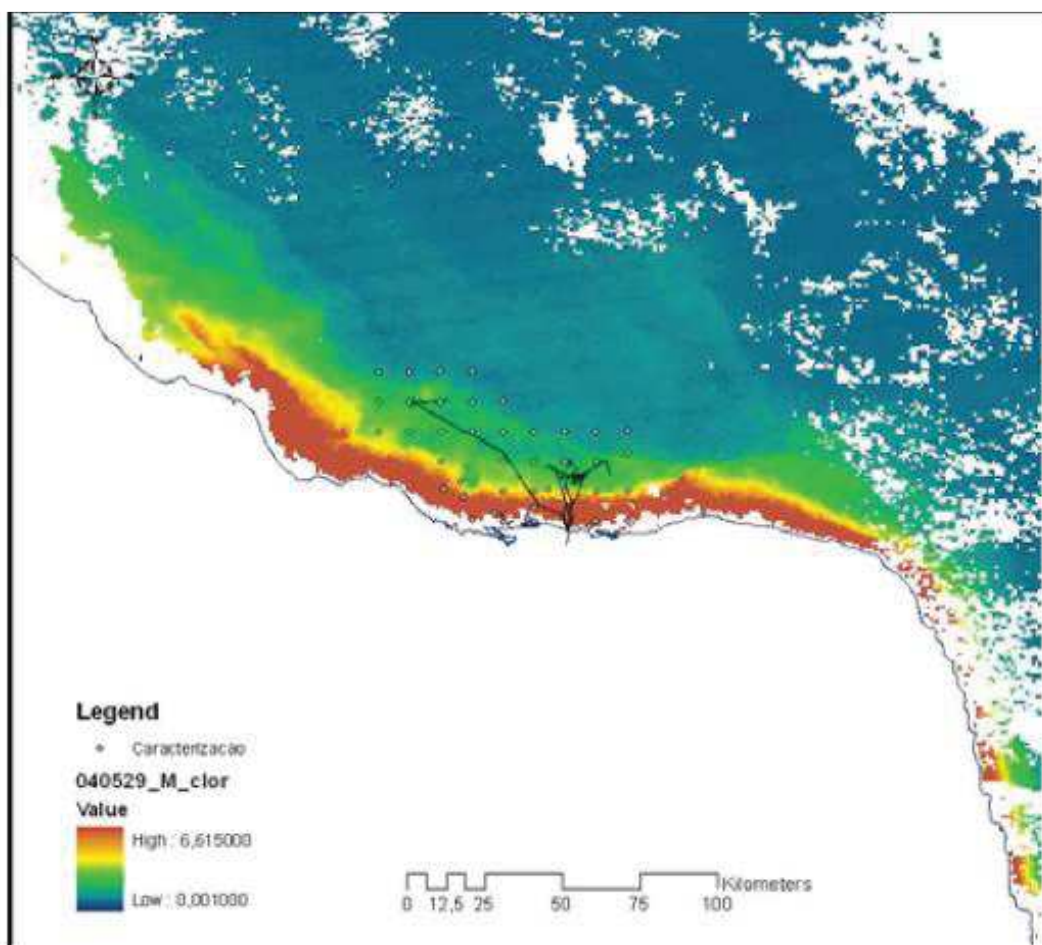 Legend
Caracterizacao
040529_M_clor
Value
High : 6,615000
Low : 0,001000
Kilometers
0 12,5 25 50 75 100